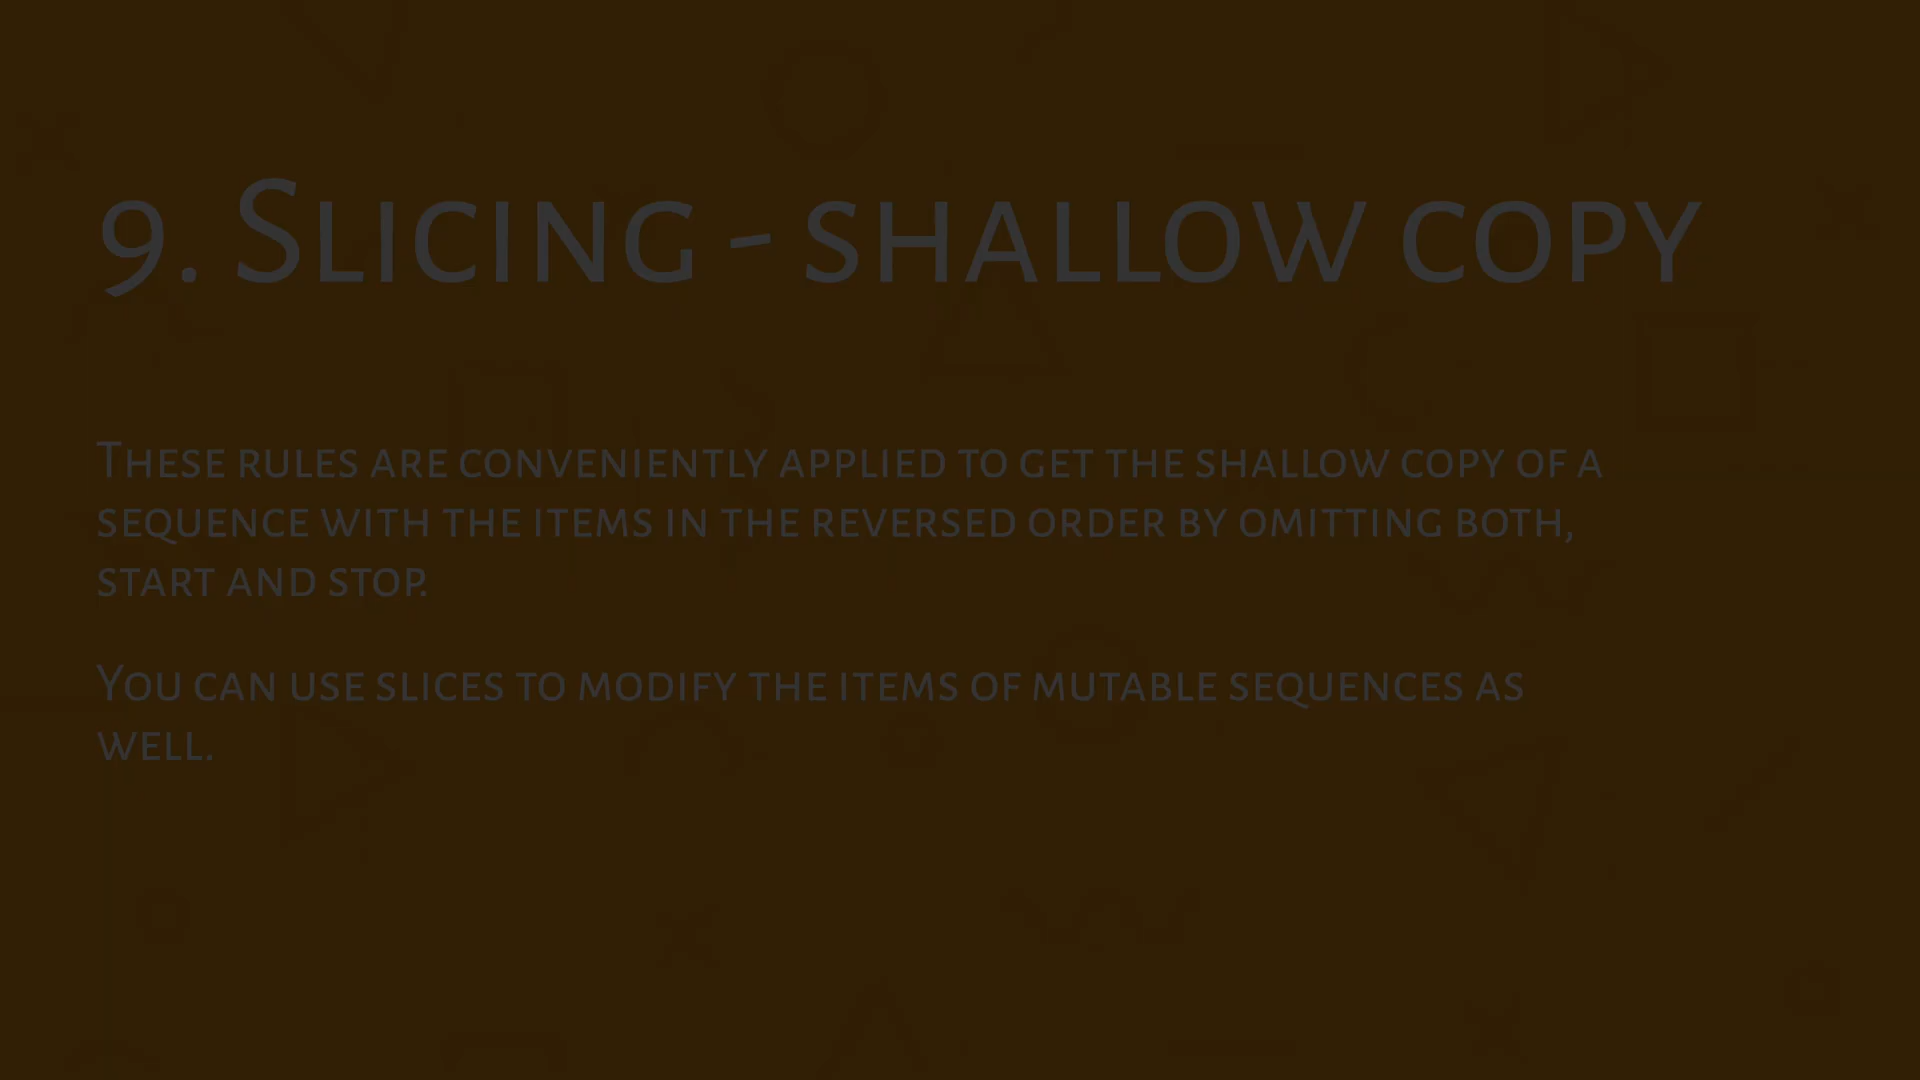 9. Slicing - shallow copy
These rules are conveniently applied to get the shallow copy of a
sequence with the items in the reversed order by omitting both,
start and stop.
You can use slices to modify the items of mutable sequences as
well.